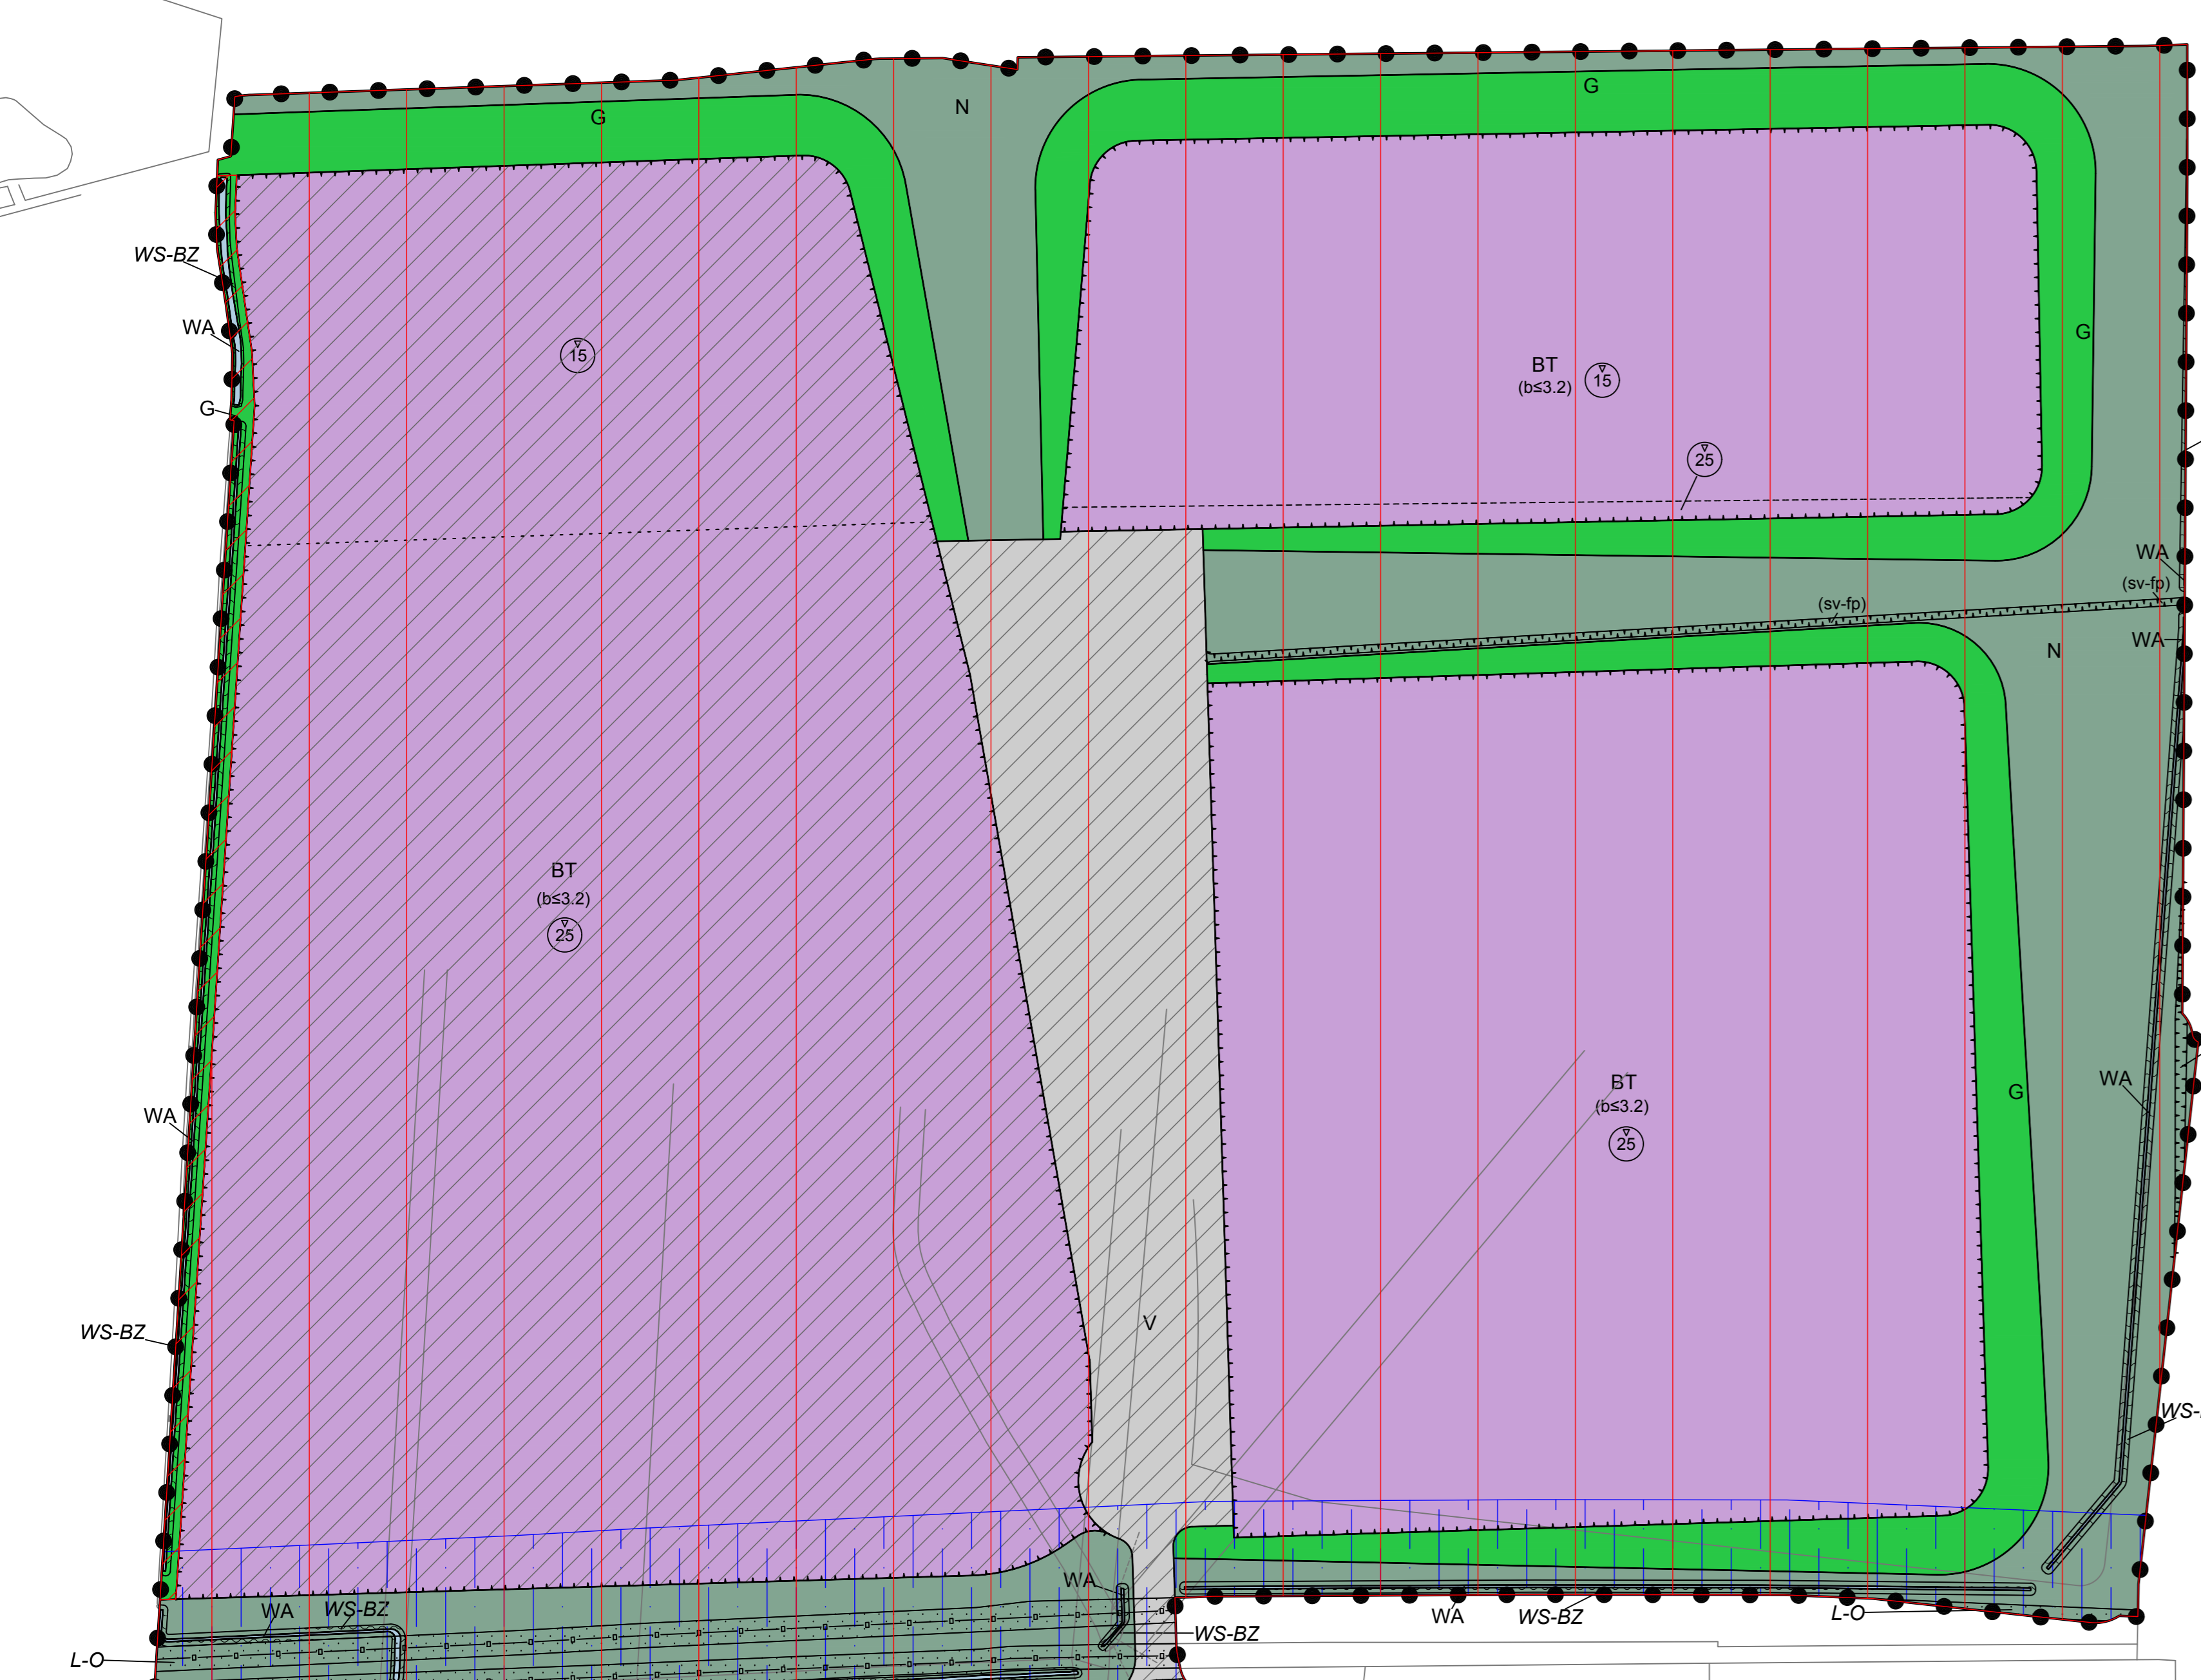 G
N
G
WS-BZ
WA
15
G
BT
(b≤3.2)
15
G
25
WA
(sv-fp)
(sv-fp)
WA
N
BT
(b≤3.2)
25
BT
(b≤3.2)
25
G
WA
WA
V
WS-BZ
WA
WA
WS-BZ
WA
WS-BZ
L-O
WS-BZ
L-O